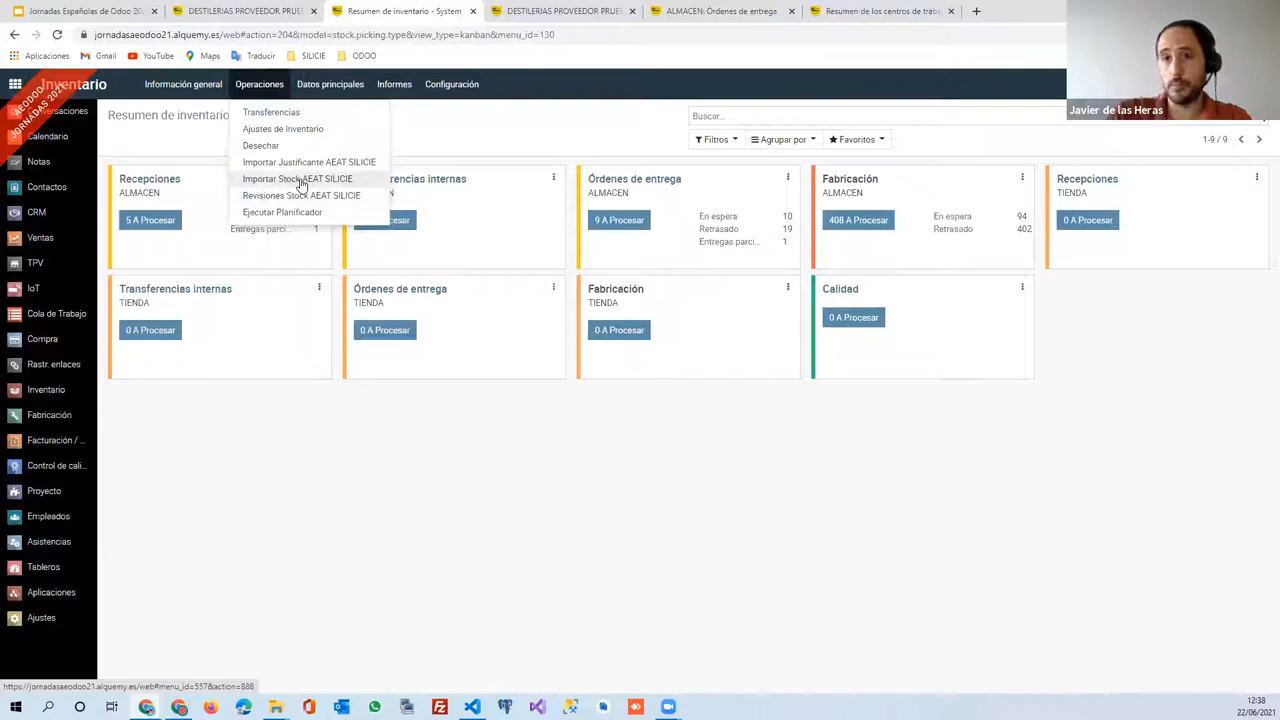 Jornadas Españolas de Odoo 202
DESTILERIAS PROVEEDOR PRUE
Resumen de inventario - System
DESTILERIAS PROVEEDOR PRUE
ALMACEN: Órdenes de entrega
Resumen de los centros de trab
jornadasaeodoo21.alquemy.es/web#action=204&model=stock.picking.type&view_type=kanban&menu_id=130
Aplicaciones
Gmail
YouTube
Maps
Traducir
SILICIE
ODOO
Inventario
Información general
Operaciones
Datos principales
Informes
Configuración
AEODOO
JORNADAS 202
Resumen de inventario
Buscar...
Filtros
Agrupar por
Favoritos
1-9 / 9
Transferencias
Ajustes de Inventario
Desechar
Importar Justificante AEAT SILICIE
Importar Stock AEAT SILICIE
Revisiones Stock AEAT SILICIE
Ejecutar Planificador
Conversaciones
Calendario
Notas
Contactos
CRM
Ventas
TPV
IoT
Cola de Trabajo
Compra
Rastr. enlaces
Inventario
Fabricación
Facturación / ...
Control de cali...
Proyecto
Empleados
Asistencias
Tableros
Aplicaciones
Ajustes
Recepciones
ALMACEN
5 A Procesar
Entregas parci...
1
erencias internas
N
ocesar
Órdenes de entrega
ALMACEN
9 A Procesar
En espera 10
Retrasado 19
Entregas parci... 1
Fabricación
ALMACEN
408 A Procesar
En espera 94
Retrasado 402
Recepciones
TIENDA
0 A Procesar
Transferencias internas
TIENDA
0 A Procesar
Órdenes de entrega
TIENDA
0 A Procesar
Fabricación
TIENDA
0 A Procesar
Calidad
0 A Procesar
Javier de las Heras
https://jornadasaeodoo21.alquemy.es/web#menu_id=557&action=888
12:38
22/06/2021